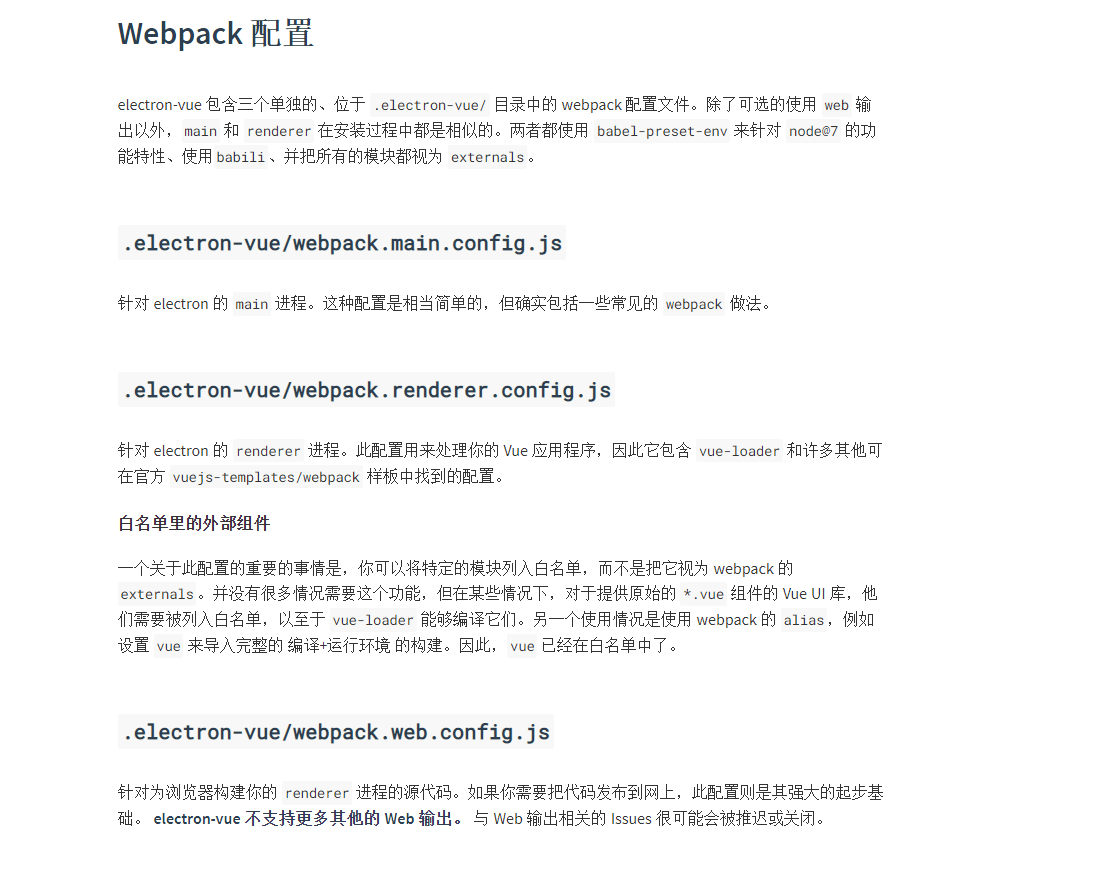 Webpack 配置
electron-vue 包含三个单独的、位于 .electron-vue/ 目录中的 webpack 配置文件。除了可选的使用 web 输
出以外，main 和 renderer 在安装过程中都是相似的。两者都使用 babel-preset-env 来针对 node@7 的功
能特性、使用 babili、并把所有的模块都视为 externals。
.electron-vue/webpack.main.config.js
针对 electron 的 main 进程。这种配置是相当简单的，但确实包括一些常见的 webpack 做法。
.electron-vue/webpack.renderer.config.js
针对 electron 的 renderer 进程。此配置用来处理你的 Vue 应用程序，因此它包含 vue-loader 和许多其他可
在官方 vuejs-templates/webpack 样板中找到的配置。
白名单里的外部组件
一个关于此配置的重要的事情是，你可以将特定的模块列入白名单，而不是把它视为 webpack 的
externals。并没有很多情况需要这个功能，但在某些情况下，对于提供原始的 *.vue 组件的 Vue UI 库，他
们需要被列入白名单，以至于 vue-loader 能够编译它们。另一个使用情况是使用 webpack 的 alias，例如
设置 vue 来导入完整的 编译+运行环境 的构建。因此，vue 已经在白名单中了。
.electron-vue/webpack.web.config.js
针对为浏览器构建你的 renderer 进程的源代码。如果你需要把代码发布到网上，此配置则是其强大的起步基
础。 electron-vue 不支持更多其他的 Web 输出。 与 Web 输出相关的 Issues 很可能会被推迟或关闭。